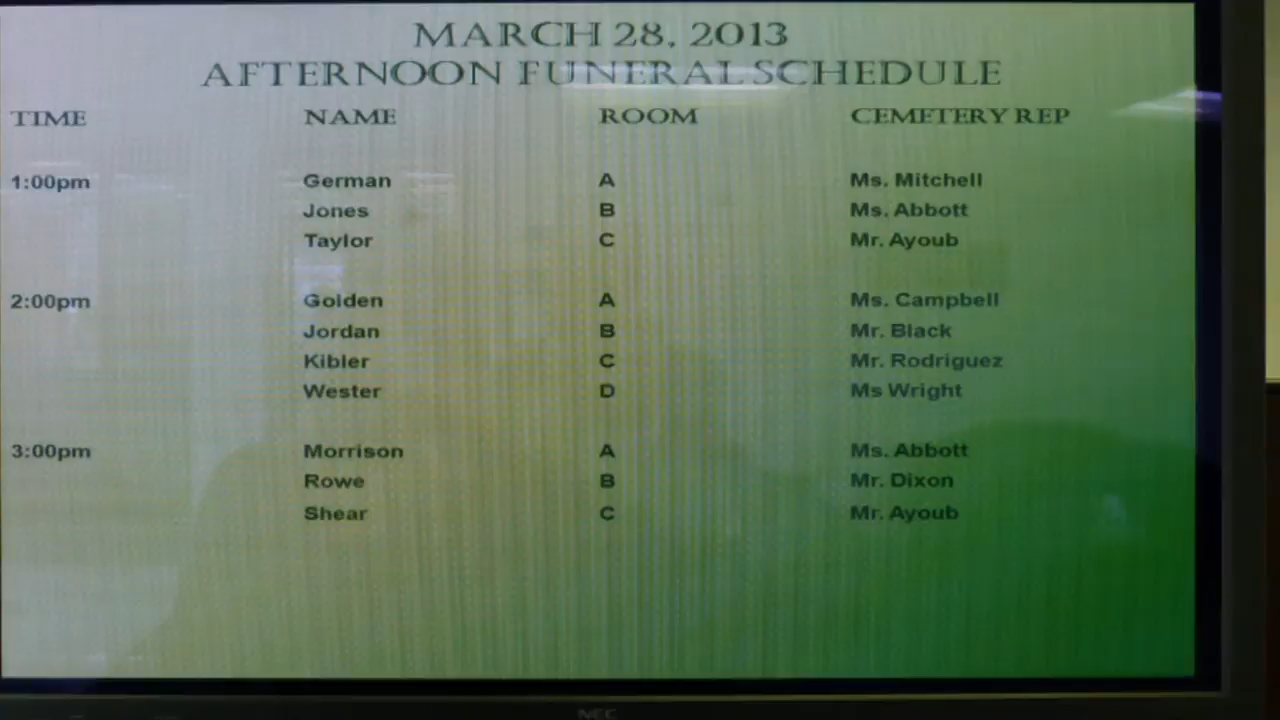 MARCH 28, 2013
AFTERNOON FUNERAL SCHEDULE
TIME NAME ROOM CEMETERY REP
1:00pm German A Ms. Mitchell
Jones B Ms. Abbott
Taylor C Mr. Ayoub
2:00pm Golden A Ms. Campbell
Jordan B Mr. Black
Kibler C Mr. Rodriguez
Wester D Ms Wright
3:00pm Morrison A Ms. Abbott
Rowe B Mr. Dixon
Shear C Mr. Ayoub
NEC